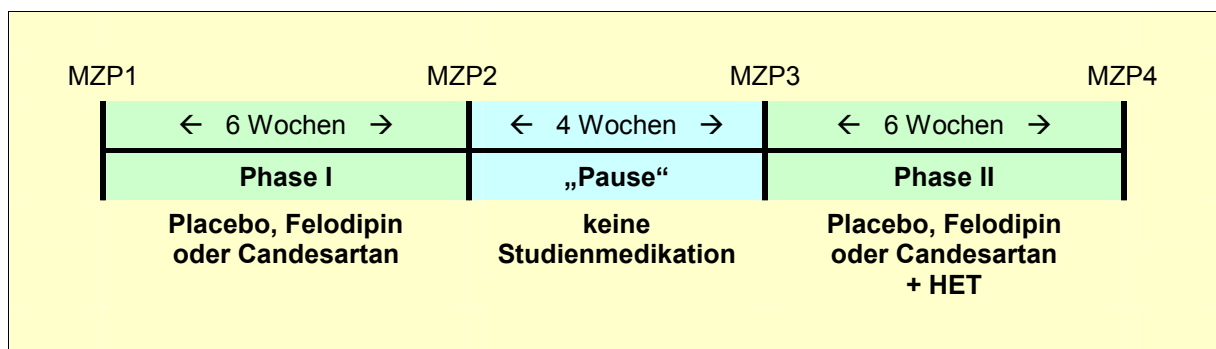 MZP1 MZP2 MZP3 MZP4
← 6 Wochen → ← 4 Wochen → ← 6 Wochen →
Phase I „Pause“ Phase II
Placebo, Felodipin keine Placebo, Felodipin
oder Candesartan Studienmedikation oder Candesartan
+ HET